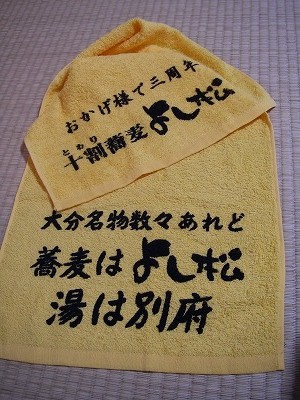 おかげ様で三周年
とわり
十割蕎麦よし松
大分名物数々あれど
蕎麦はよし松
湯は別府